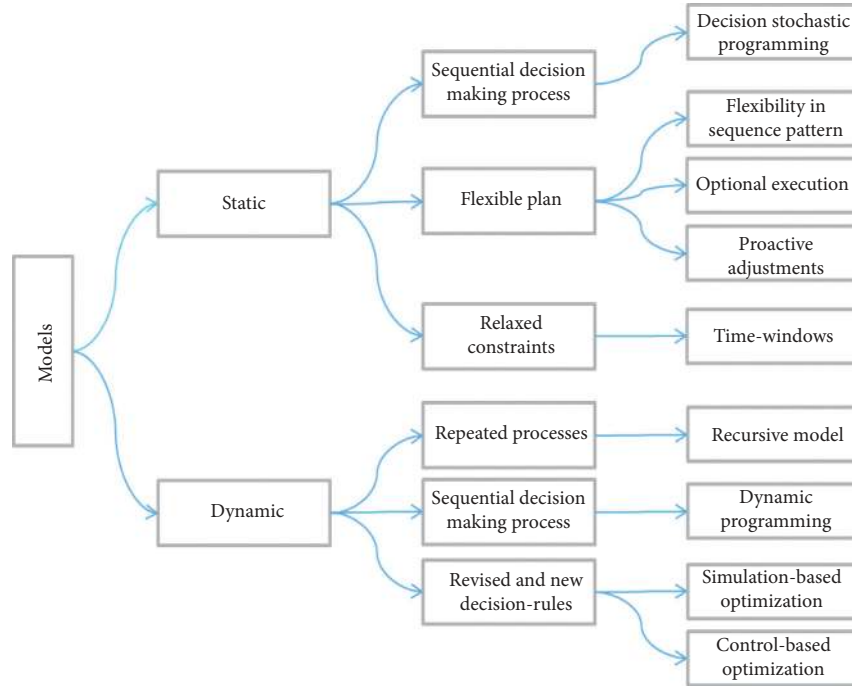 Models
Static
Sequential decision
making process
Decision stochastic
programming
Flexible plan
Flexibility in
sequence pattern
Optional execution
Proactive
adjustments
Relaxed
constraints
Time-windows
Dynamic
Repeated processes
Recursive model
Sequential decision
making process
Dynamic
programming
Revised and new
decision-rules
Simulation-based
optimization
Control-based
optimization